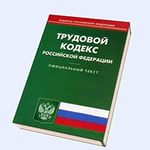 ТРУДОВОЙ
КОДЕКС
РОССИЙСКОЙ ФЕДЕРАЦИИ
ОФИЦИАЛЬНЫЙ ТЕКСТ